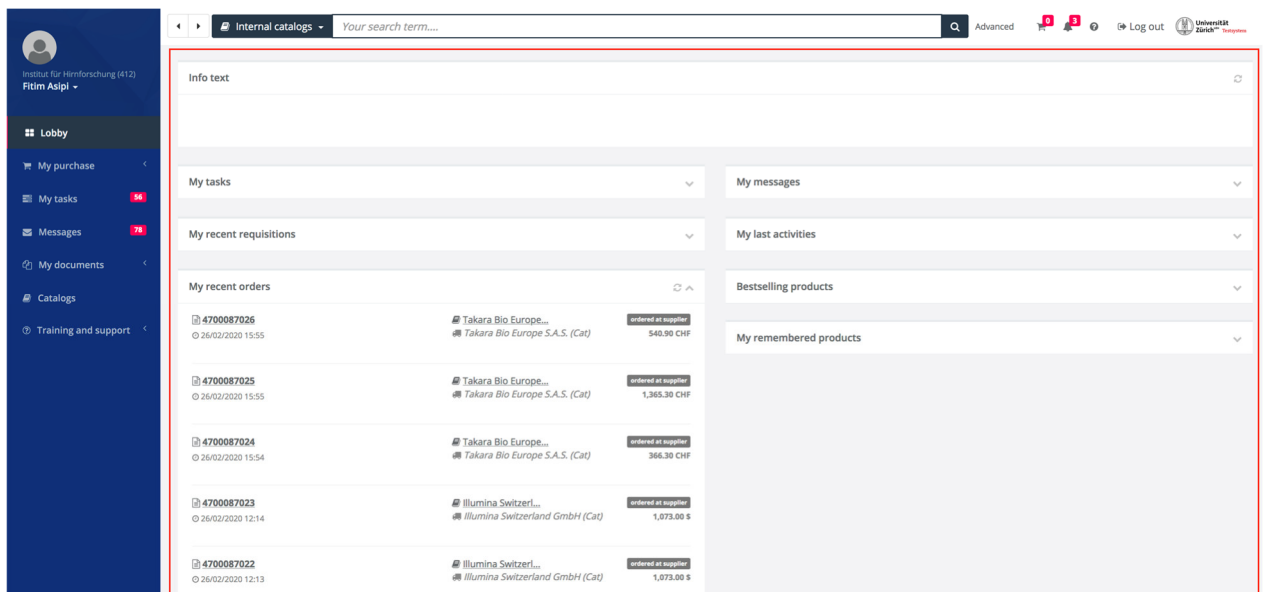 Institut für Hirnforschung (412)
Fitim Asipi
Lobby
My purchase
My tasks 56
Messages 78
My documents
Catalogs
Training and support
Internal catalogs Your search term.... Advanced 0 3 Log out Universität Zürich UZH Testsystem
Info text
My tasks
My messages
My recent requisitions
My last activities
My recent orders
Bestselling products
My remembered products
4700087026 Takara Bio Europe... ordered at supplier
26/02/2020 15:55 Takara Bio Europe S.A.S. (Cat) 540.90 CHF
4700087025 Takara Bio Europe... ordered at supplier
26/02/2020 15:55 Takara Bio Europe S.A.S. (Cat) 1,365.30 CHF
4700087024 Takara Bio Europe... ordered at supplier
26/02/2020 15:54 Takara Bio Europe S.A.S. (Cat) 366.30 CHF
4700087023 Illumina Switzerl... ordered at supplier
26/02/2020 12:14 Illumina Switzerland GmbH (Cat) 1,073.00 $
4700087022 Illumina Switzerl... ordered at supplier
26/02/2020 12:13 Illumina Switzerland GmbH (Cat) 1,073.00 $